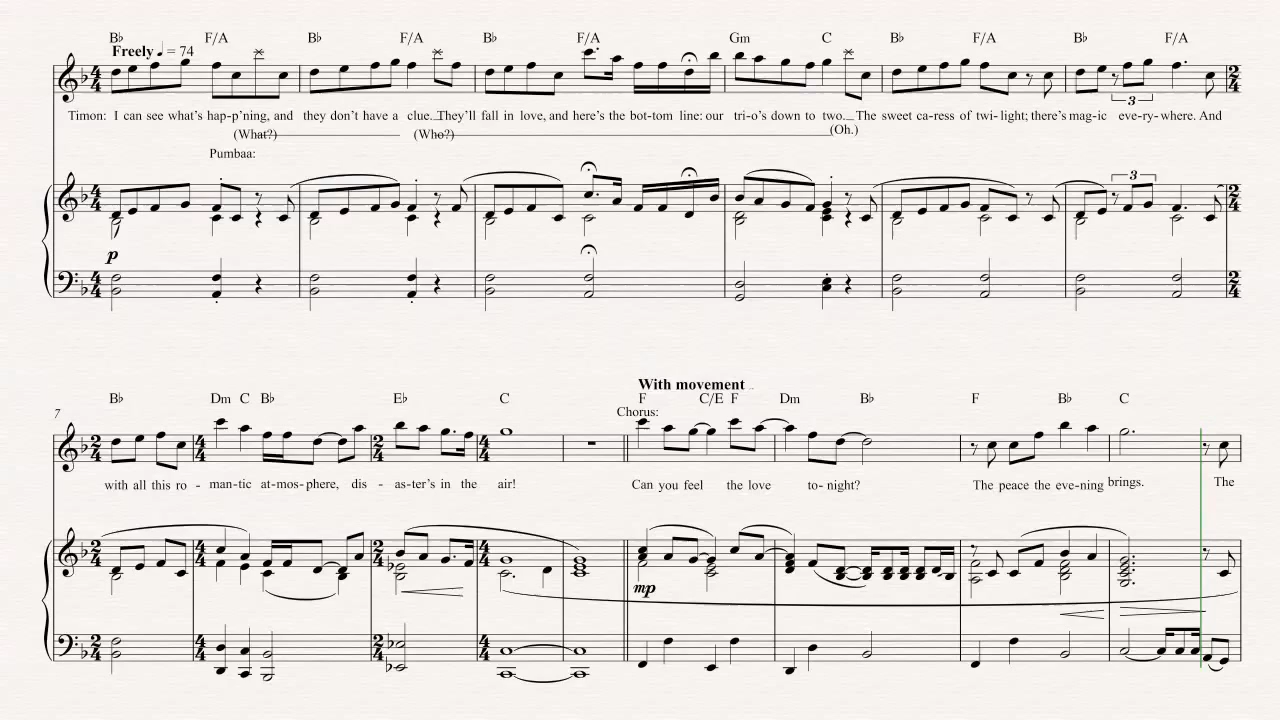 B♭ F/A B♭ F/A B♭ F/A Gm C B♭ F/A B♭ F/A
Freely ♩ = 74
Timon: I can see what's hap-p'ning, and they don't have a clue. They'll fall in love, and here's the bot-tom line: our tri-o's down to two. The sweet ca-ress of twi-light; there's mag-ic eve-ry-where. And
(What?) (Who?) (Oh.)
Pumbaa:
3
3
p
With movement
B♭ Dm C B♭ E♭ C F C/E F Dm B♭ F B♭ C
7 Chorus:
with all this ro - man-tic at-mos-phere, dis - as-ter's in the air! Can you feel the love to-night? The peace the eve-ning brings. The
mp